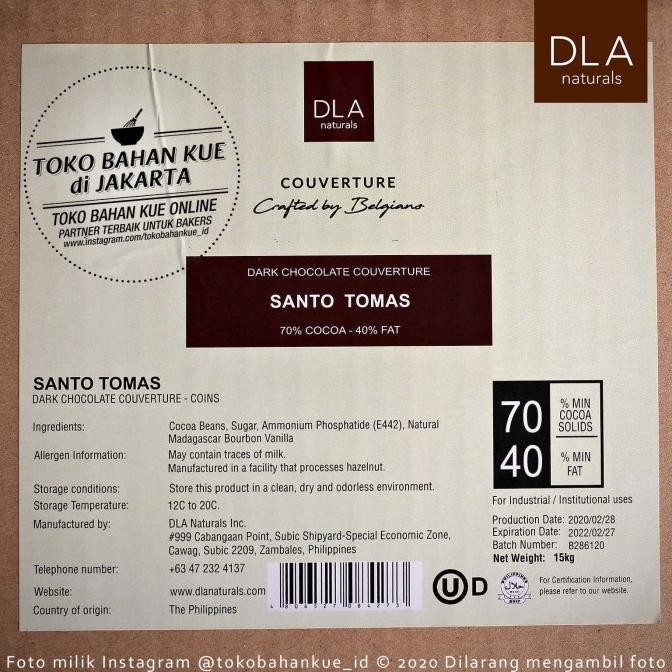 DLA
naturals
DLA
naturals
TOKO BAHAN KUE
di JAKARTA
TOKO BAHAN KUE ONLINE
PARTNER TERBAIK UNTUK BAKERS
www.instagram.com/tokobahankue_id
COUVERTURE
Crafted by Belgians
DARK CHOCOLATE COUVERTURE
SANTO TOMAS
70% COCOA - 40% FAT
SANTO TOMAS
DARK CHOCOLATE COUVERTURE - COINS
Ingredients: Cocoa Beans, Sugar, Ammonium Phosphatide (E442), Natural
Madagascar Bourbon Vanilla
Allergen Information: May contain traces of milk.
Manufactured in a facility that processes hazelnut.
Storage conditions: Store this product in a clean, dry and odorless environment.
Storage Temperature: 12C to 20C.
Manufactured by: DLA Naturals Inc.
#999 Cabangaan Point, Subic Shipyard-Special Economic Zone,
Cawag, Subic 2209, Zambales, Philippines
Telephone number: +63 47 232 4137
Website: www.dlanaturals.com
Country of origin: The Philippines
70 % MIN
COCOA
SOLIDS
40 % MIN
FAT
For Industrial / Institutional uses
Production Date: 2020/02/28
Expiration Date: 2022/02/27
Batch Number: B286120
Net Weight: 15kg
4 806527 084273
U D
For Certification Information,
please refer to our website.
Foto milik Instagram @tokobahankue_id © 2020 Dilarang mengambil foto